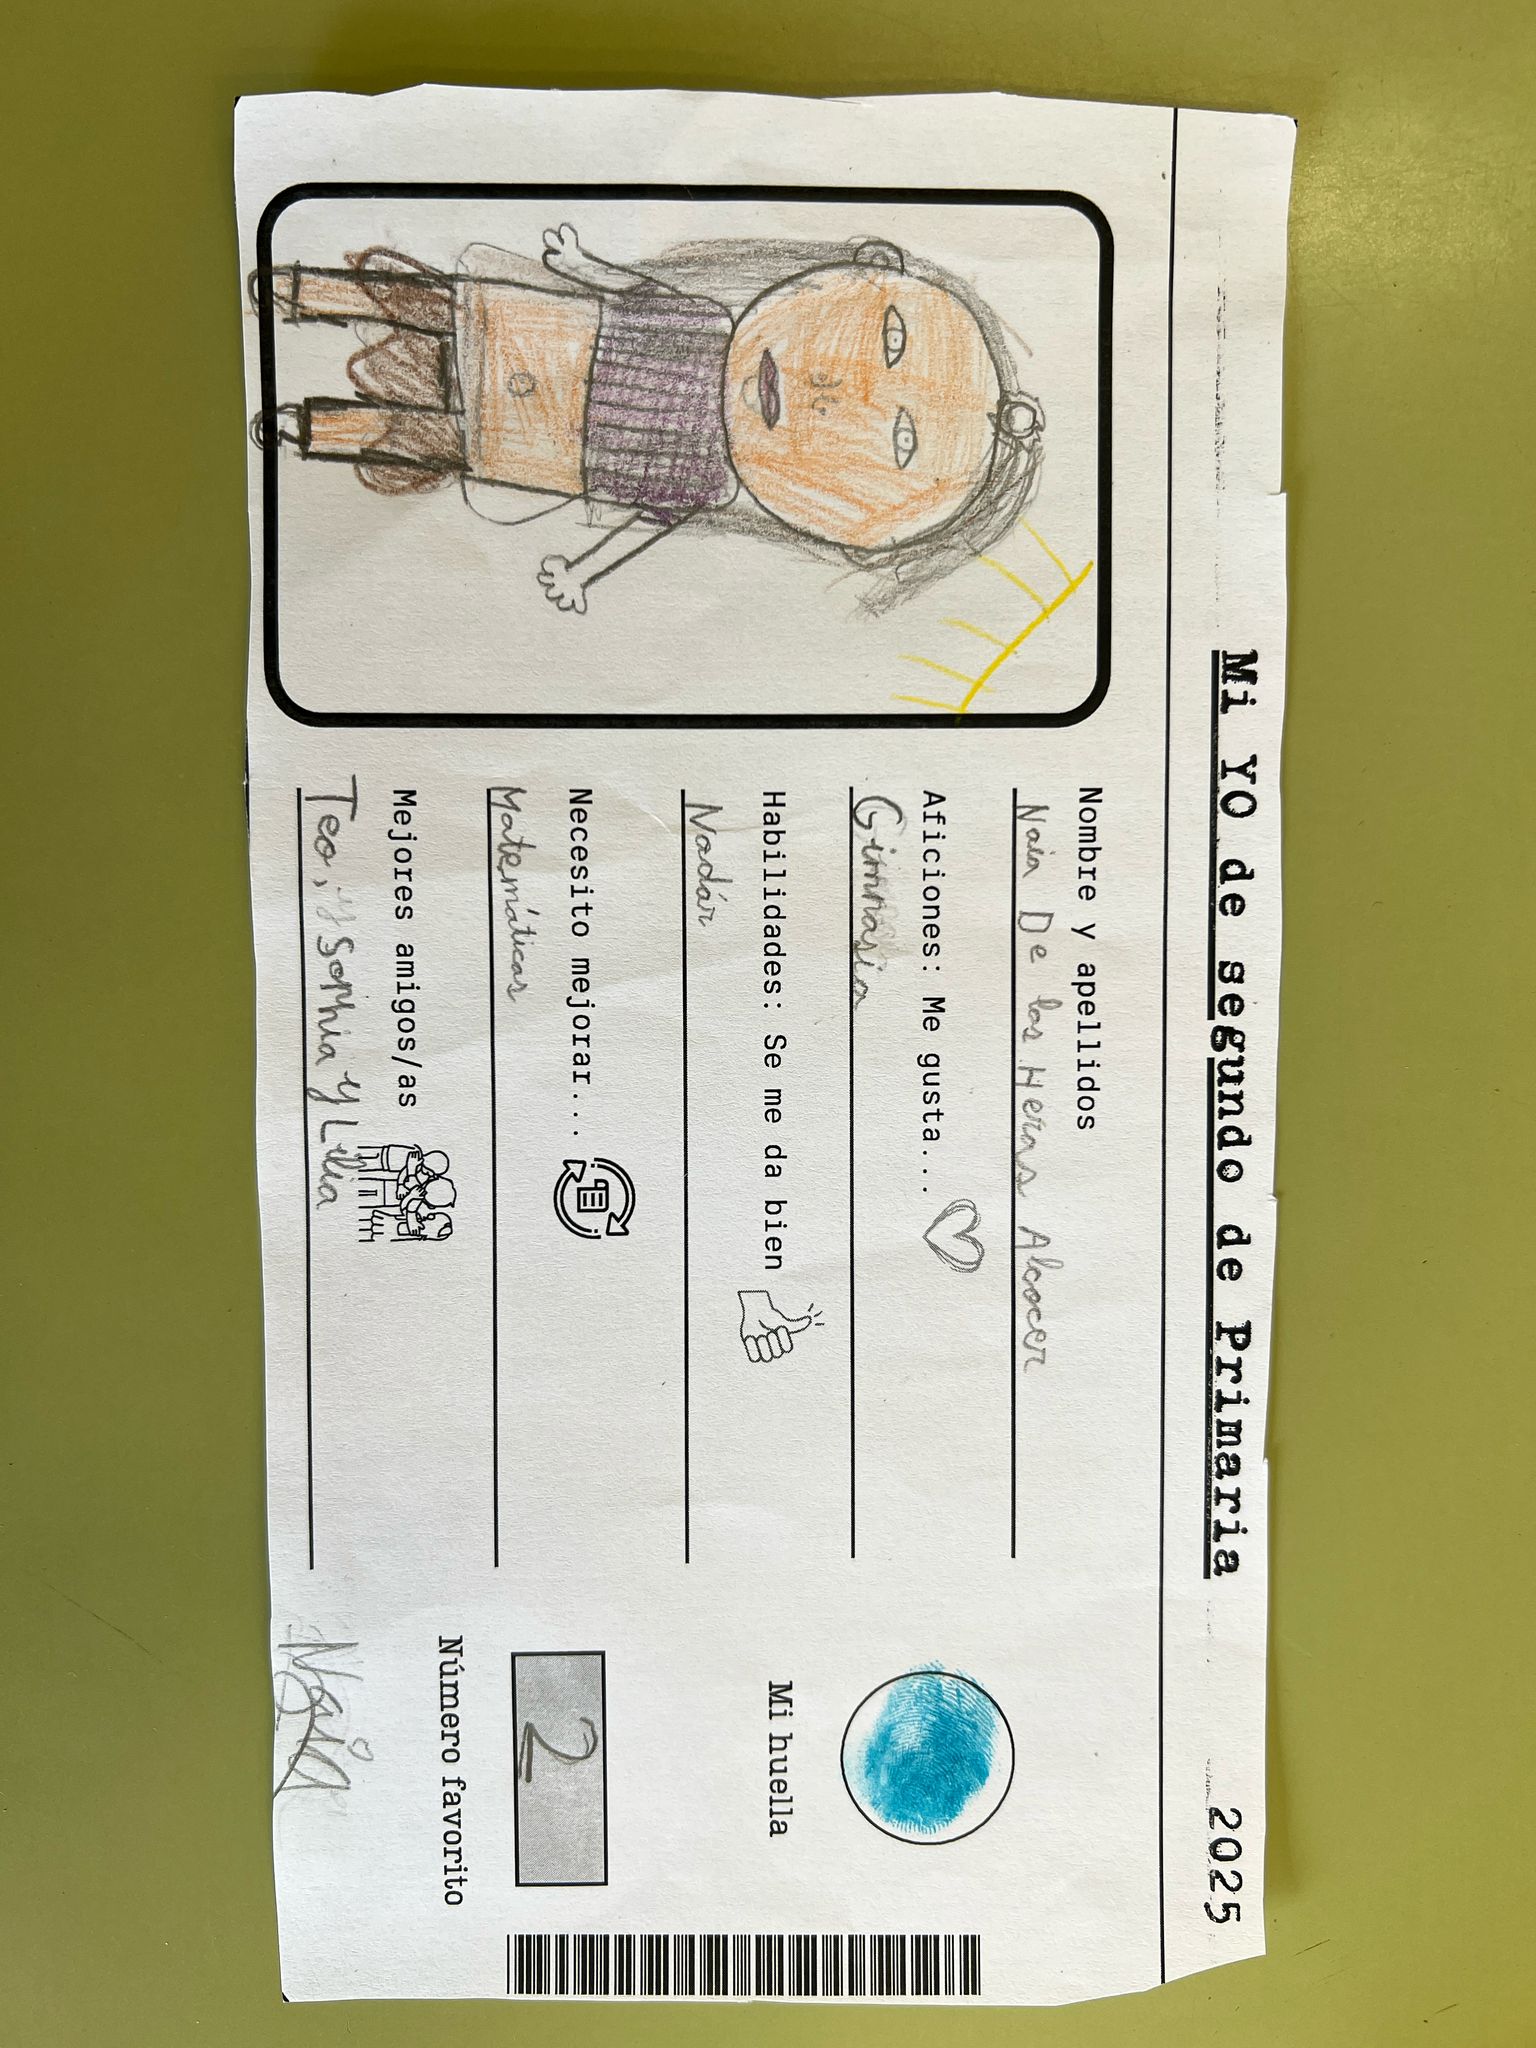 Mi YO de segundo de Primaria
2025
Nombre y apellidos
Naia De las Heras Alcocer
Aficiones: Me gusta...
Gimnasia
Habilidades: Se me da bien
Nadár
Necesito mejorar...
Matemáticas
Mejores amigos/as
Teo, y Sophia y Lilia
Mi huella
2
Número favorito
Naia